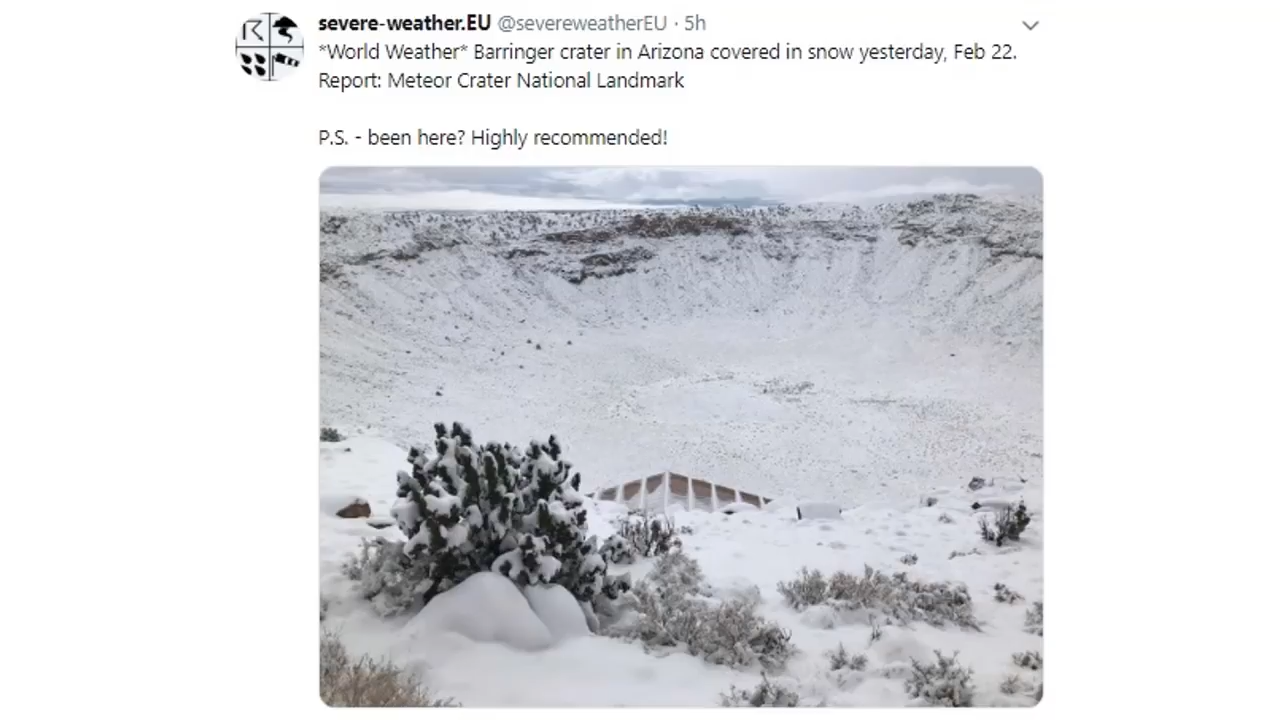 severe-weather.EU @severeweatherEU · 5h
*World Weather* Barringer crater in Arizona covered in snow yesterday, Feb 22.
Report: Meteor Crater National Landmark
P.S. - been here? Highly recommended!